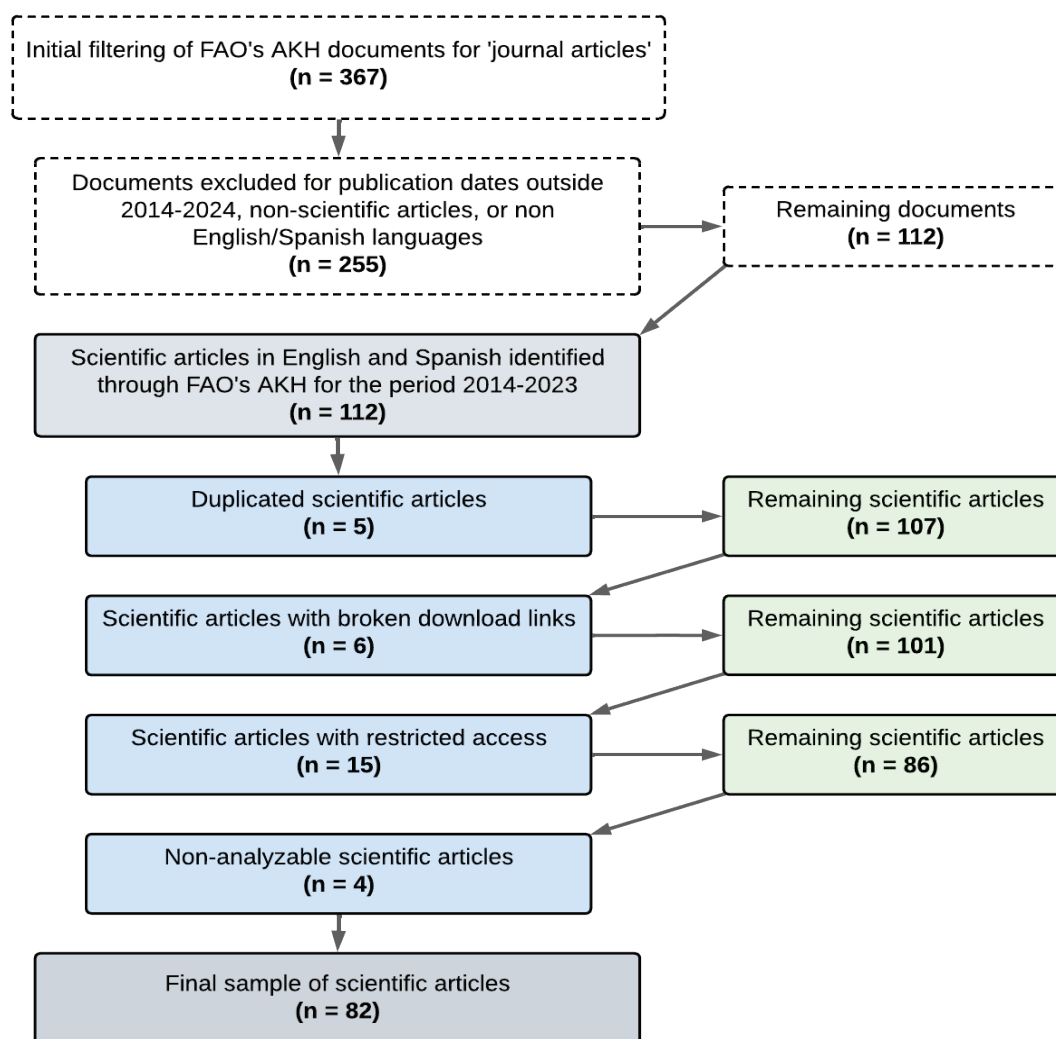 Initial filtering of FAO's AKH documents for 'journal articles'
(n = 367)
Documents excluded for publication dates outside
2014-2024, non-scientific articles, or non
English/Spanish languages
(n = 255)
Remaining documents
(n = 112)
Scientific articles in English and Spanish identified
through FAO's AKH for the period 2014-2023
(n = 112)
Duplicated scientific articles
(n = 5)
Remaining scientific articles
(n = 107)
Scientific articles with broken download links
(n = 6)
Remaining scientific articles
(n = 101)
Scientific articles with restricted access
(n = 15)
Remaining scientific articles
(n = 86)
Non-analyzable scientific articles
(n = 4)
Final sample of scientific articles
(n = 82)